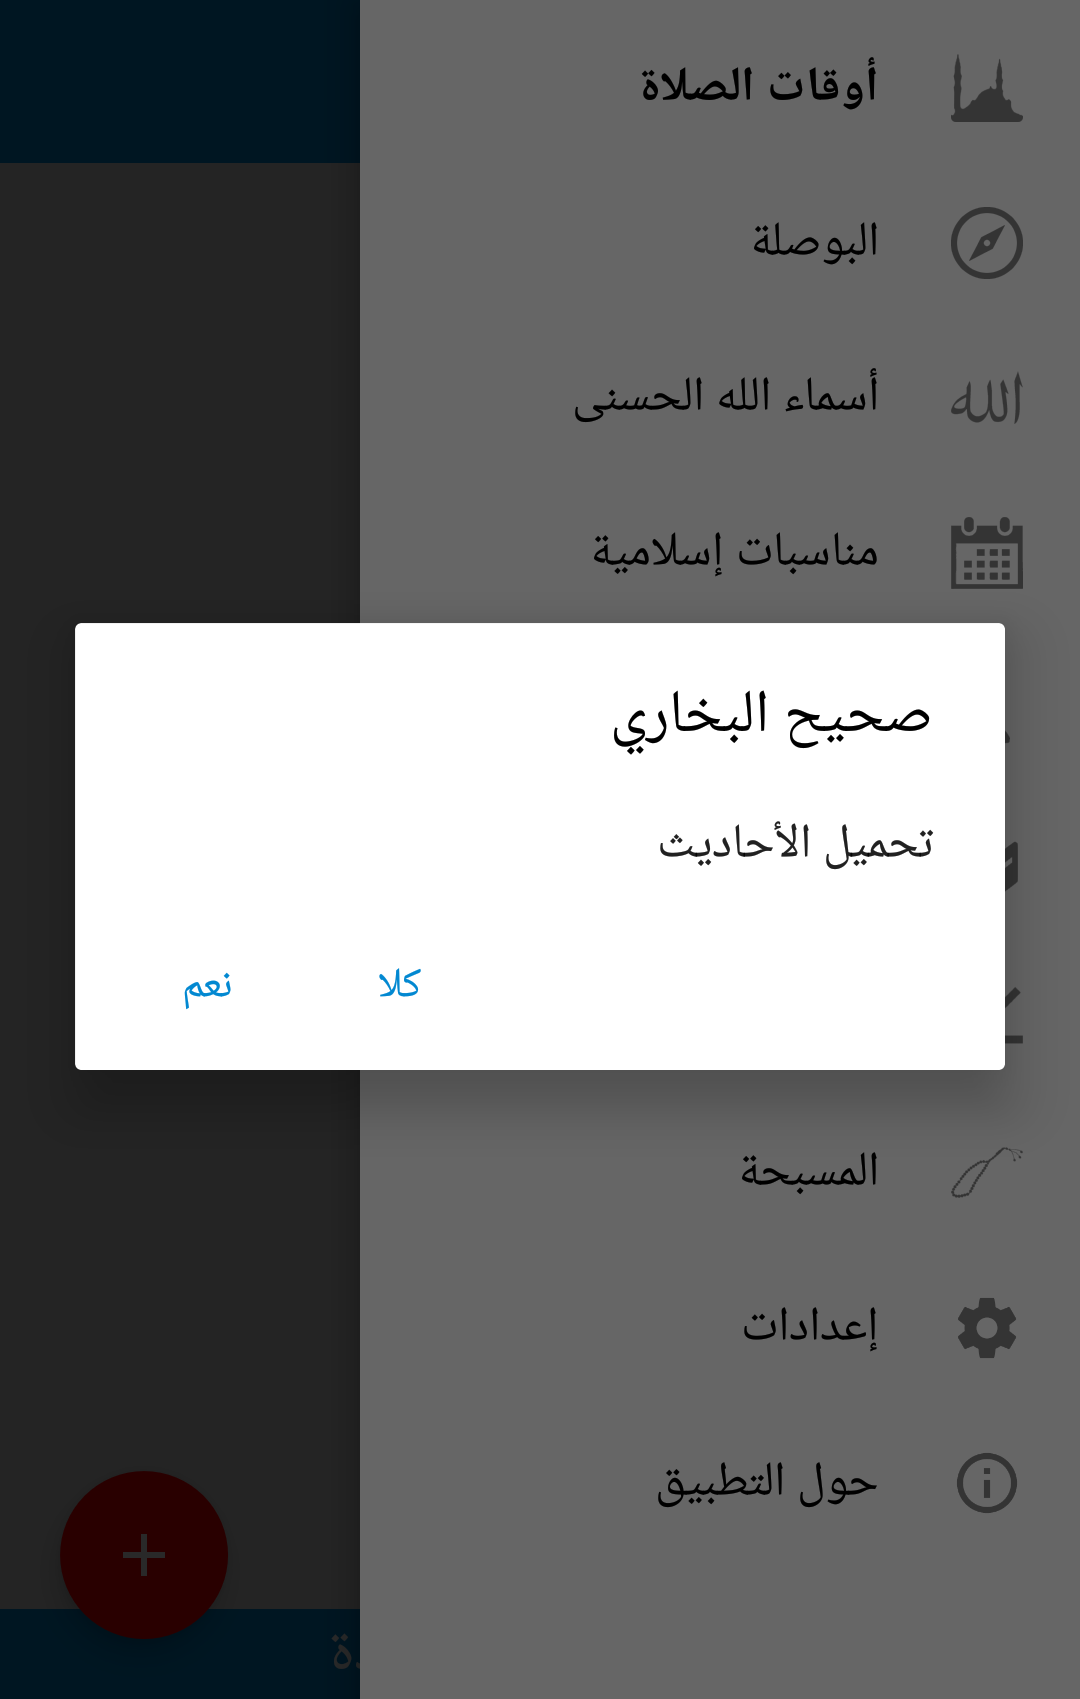 أوقات الصلاة
البوصلة
أسماء الله الحسنى
مناسبات إسلامية
صحيح البخاري
تحميل الأحاديث
كلا
نعم
المسبحة
إعدادات
حول التطبيق